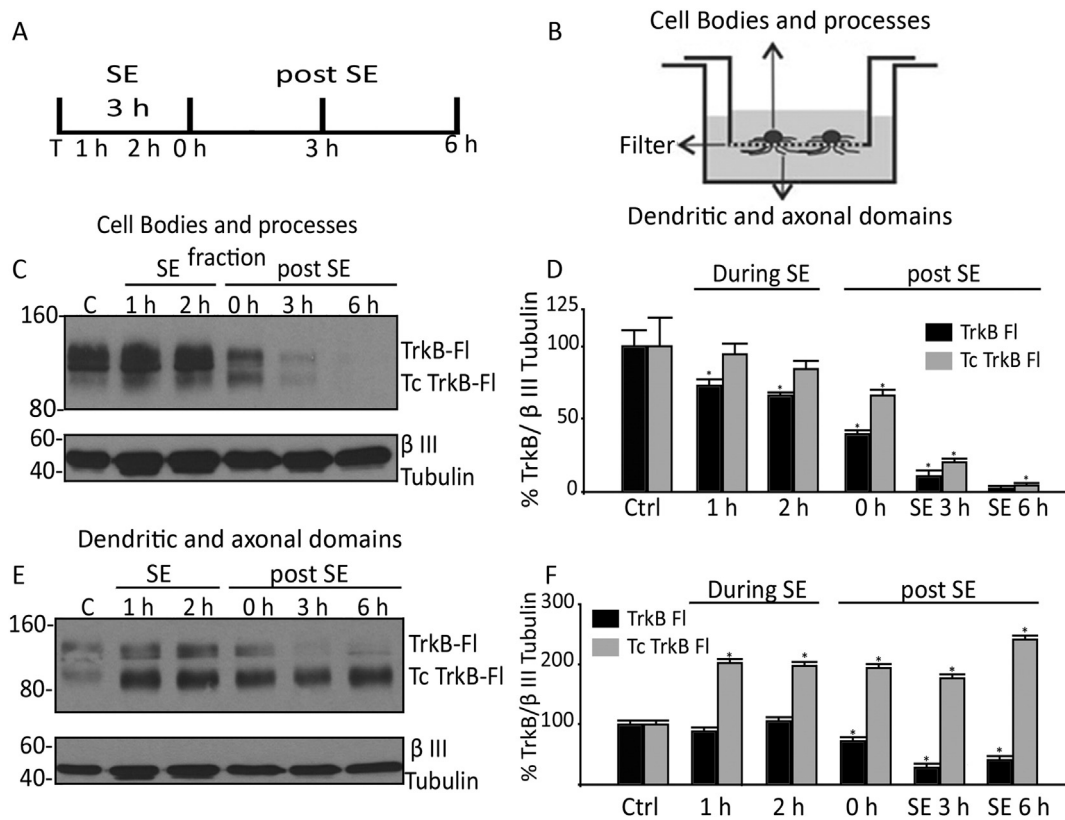 A
SE
post SE
3 h
T 1 h 2 h 0 h 3 h 6 h
B
Cell Bodies and processes
Filter
Dendritic and axonal domains
C
Cell Bodies and processes
fraction
SE
post SE
C 1 h 2 h 0 h 3 h 6 h
160
TrkB-Fl
Tc TrkB-Fl
80-
60-
β III
40-
Tubulin
D
During SE
post SE
% TrkB/ β III Tubulin
125
100
50
0
TrkB Fl
Tc TrkB Fl
* * * * * * *
Ctrl 1 h 2 h 0 h SE 3 h SE 6 h
E
Dendritic and axonal domains
SE
post SE
C 1 h 2 h 0 h 3 h 6 h
160-
TrkB-Fl
Tc TrkB-Fl
80-
60-
β III
40-
Tubulin
F
During SE
post SE
% TrkB/β III Tubulin
300
200
100
TrkB Fl
Tc TrkB Fl
* * * * * * * *
Ctrl 1 h 2 h 0 h SE 3 h SE 6 h